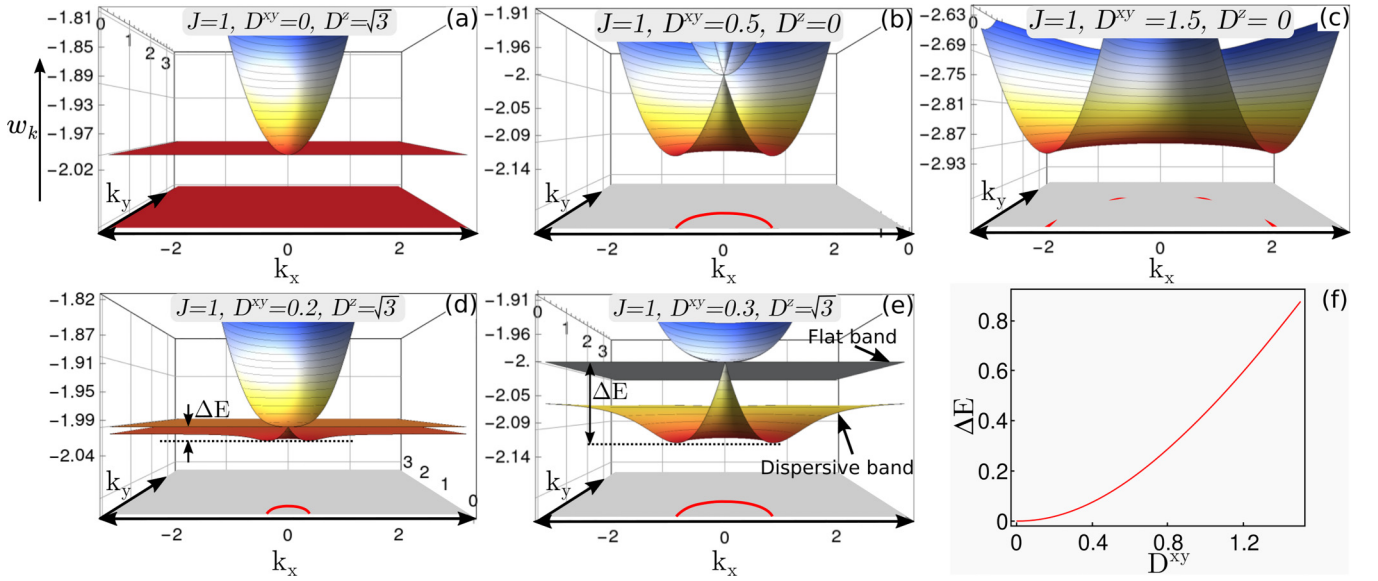 J=1, D^xy=0, D^z=√3 (a)
-1.81
-1.85
-1.89
-1.93
-1.97
-2.02
0
1
2
3
w_k
k_y
-2 0 2
k_x
J=1, D^xy=0.5, D^z=0 (b)
-1.91
-1.96
-2.
-2.05
-2.09
-2.14
k_y
1 0
-2 0 2
k_x
J=1, D^xy=1.5, D^z=0 (c)
-2.63
-2.69
-2.75
-2.81
-2.87
-2.93
0
k_y
-2 0 2
k_x
J=1, D^xy=0.2, D^z=√3 (d)
-1.82
-1.87
-1.91
-1.95
-1.99
-2.04
ΔE
3
2
1
0
k_y
-2 0 2
k_x
J=1, D^xy=0.3, D^z=√3 (e)
-1.91
-1.96
-2.
-2.05
-2.09
-2.14
0
1
2
3
Flat band
ΔE
Dispersive band
k_y
-2 0 2
k_x
(f)
0.8
0.6
0.4
0.2
0
ΔE
0 0.4 0.8 1.2
D^xy